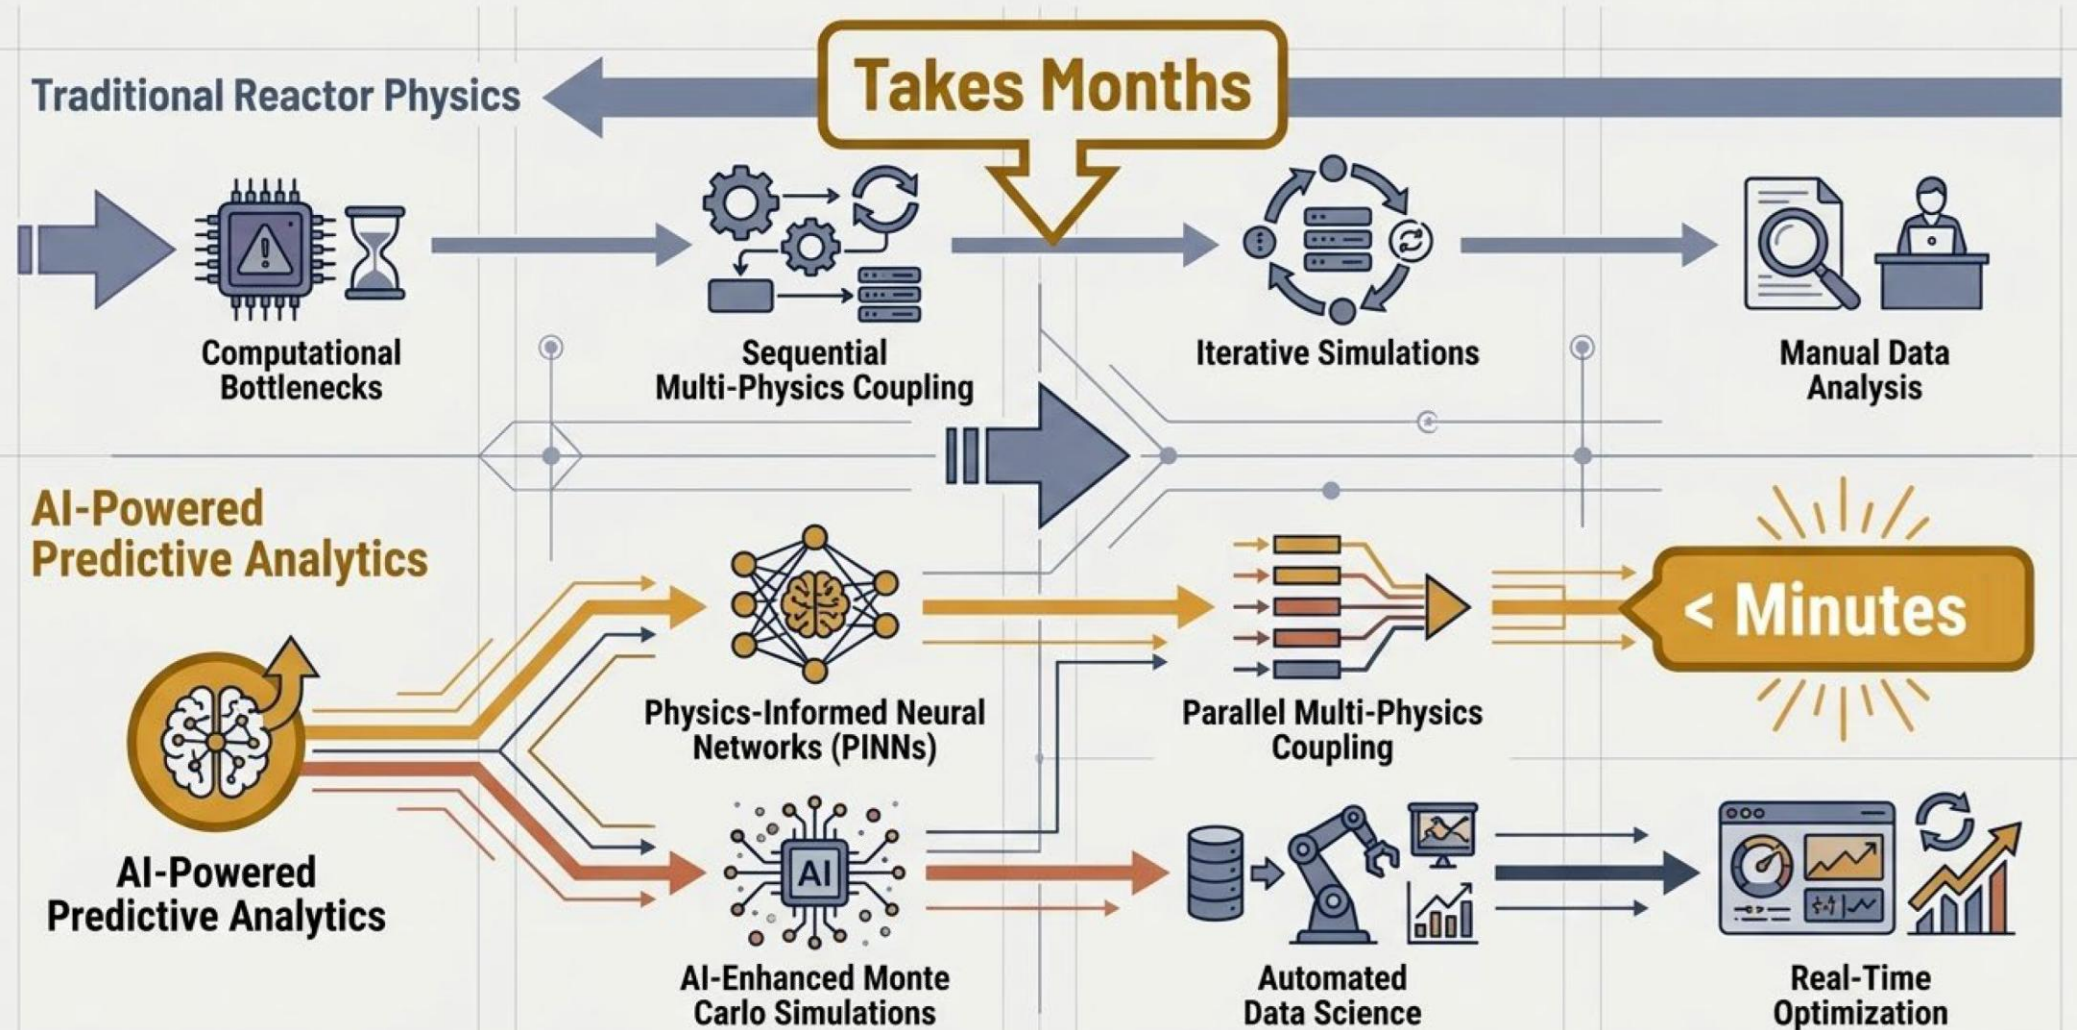 Traditional Reactor Physics
Takes Months
Computational
Bottlenecks
Sequential
Multi-Physics Coupling
Iterative Simulations
Manual Data
Analysis
AI-Powered
Predictive Analytics
< Minutes
AI-Powered
Predictive Analytics
Physics-Informed Neural
Networks (PINNs)
Parallel Multi-Physics
Coupling
AI
AI-Enhanced Monte
Carlo Simulations
Automated
Data Science
Real-Time
Optimization